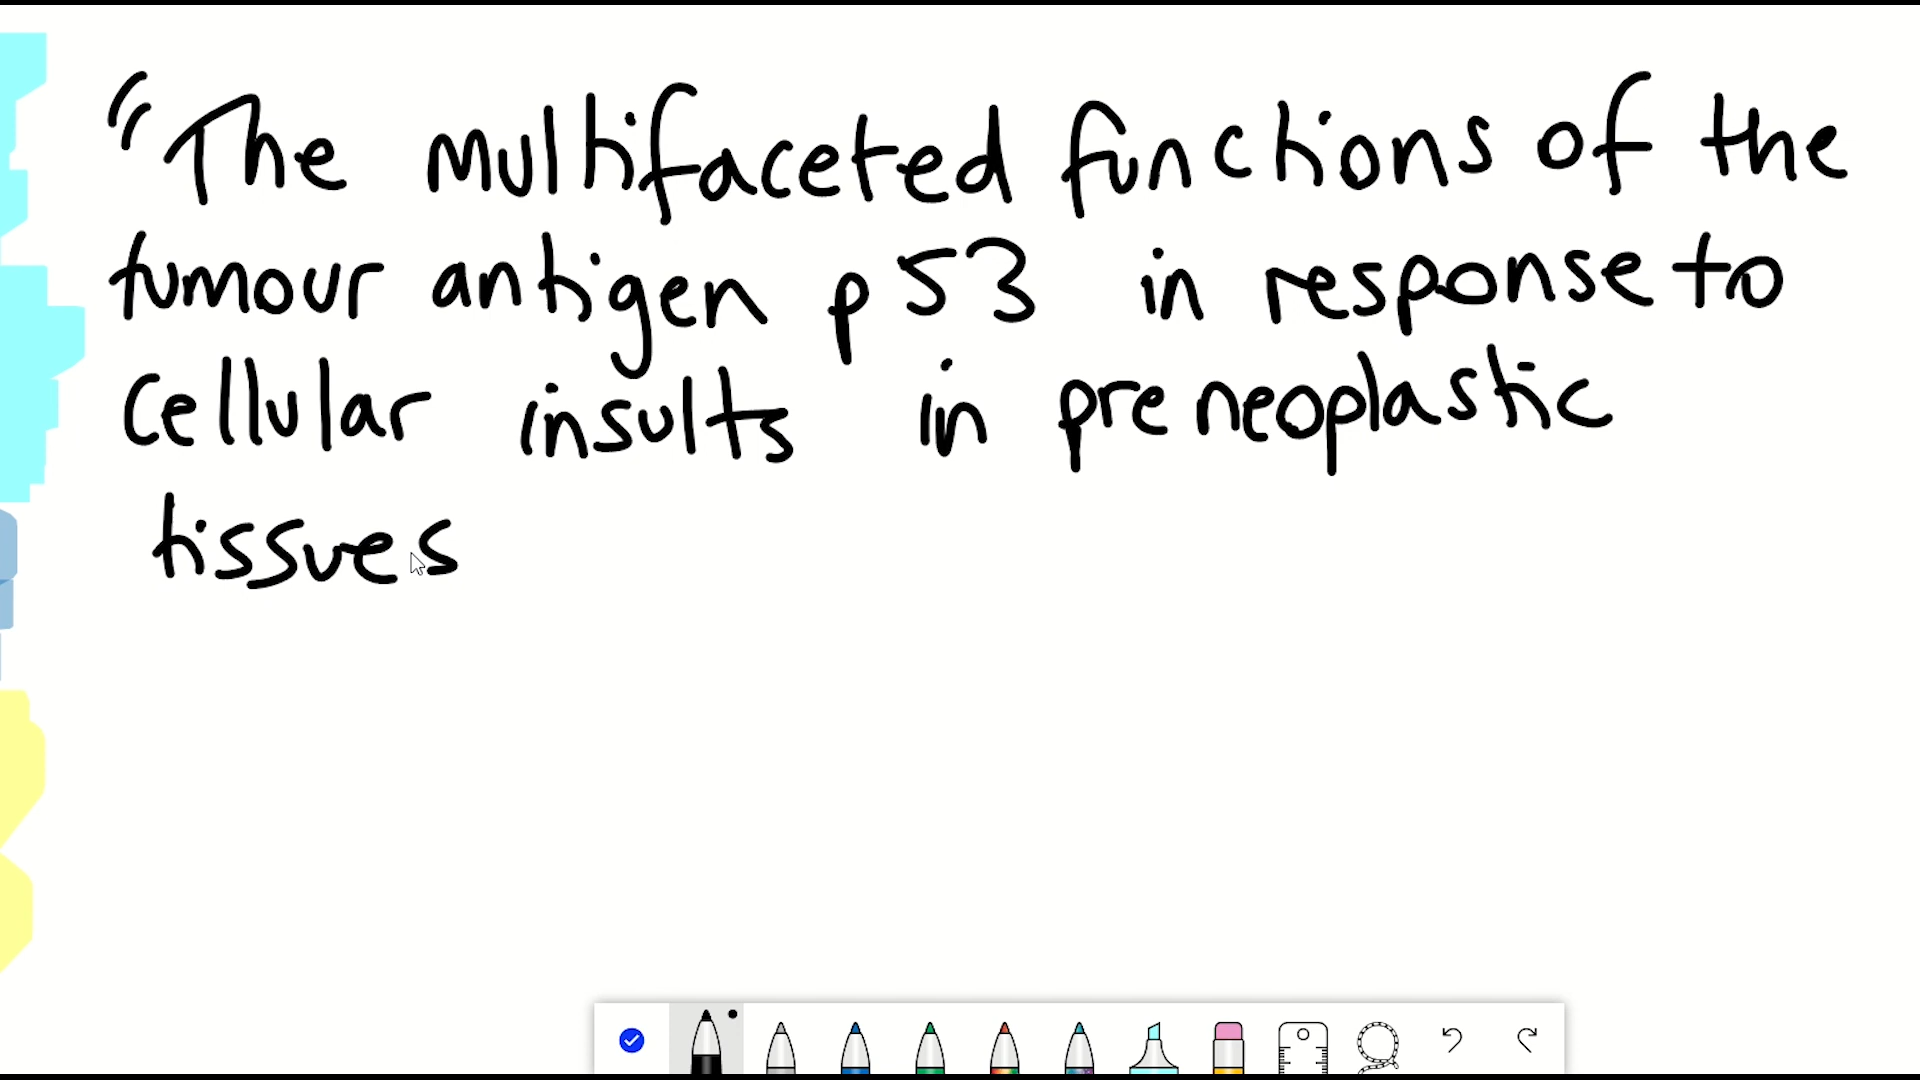 "The multifaceted functions of the
tumour antigen p53 in response to
cellular insults in preneoplastic
tissues